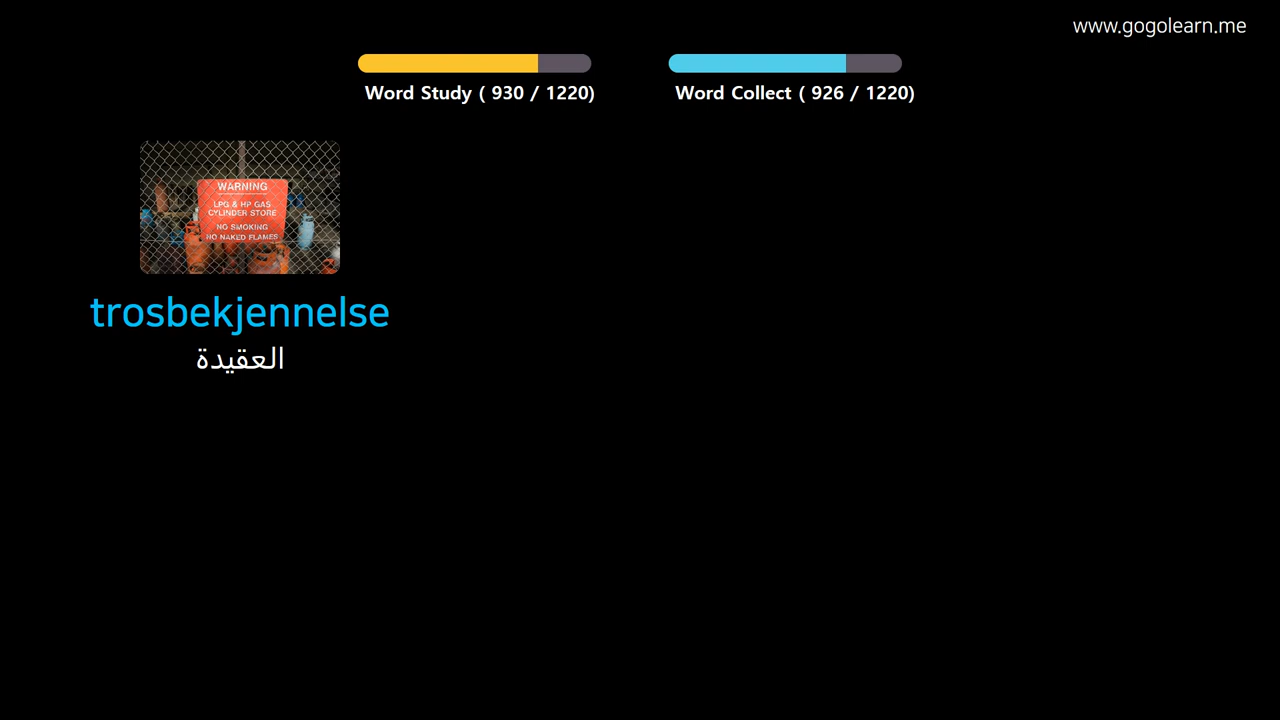 www.gogolearn.me
Word Study ( 930 / 1220)
Word Collect ( 926 / 1220)
WARNING
LPG & HP GAS
CYLINDER STORE
NO SMOKING
NO NAKED FLAMES
trosbekjennelse
العقيدة